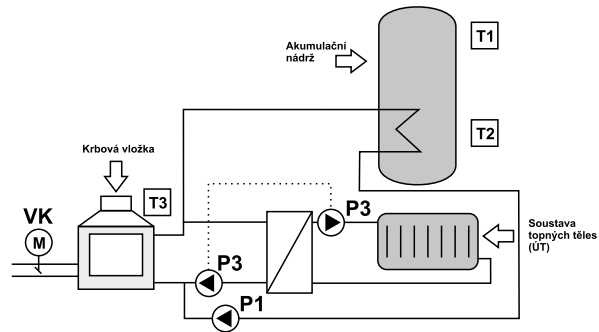 T1
Akumulační
nádrž
T2
Krbová vložka
T3
VK
M
P3
P3
P1
Soustava
topných těles
(ÚT)